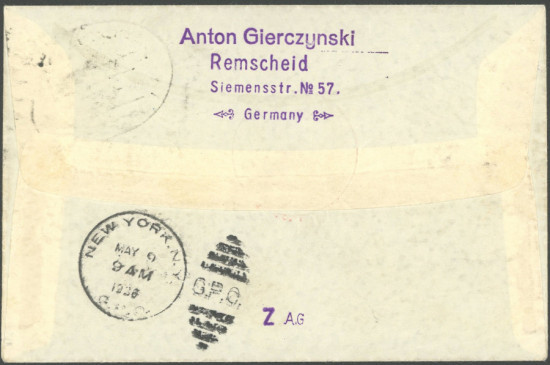 Anton Gierczynski
Remscheid
Siemensstr. № 57.
Germany
NEW YORK, N.Y.
MAY 9
9 AM
1936
G.P.O.
G.P.O.
Z A.G